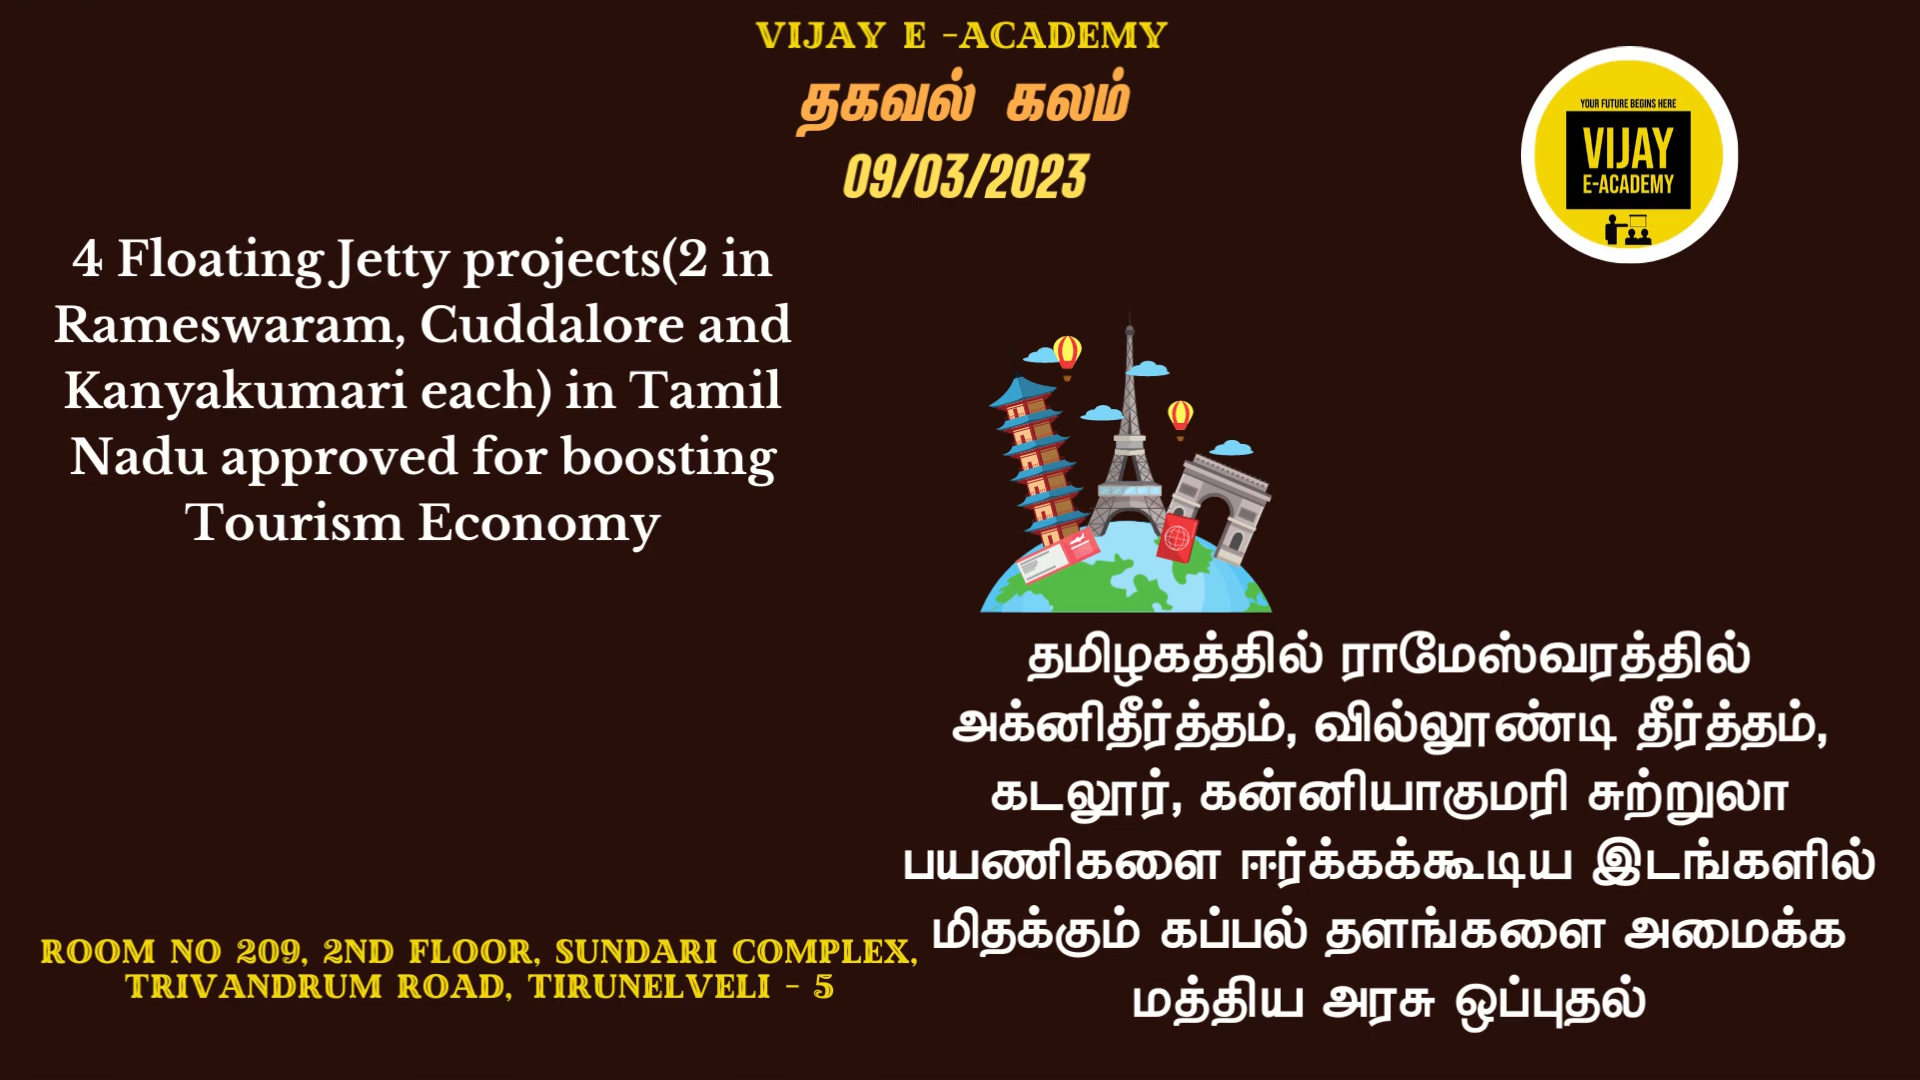 VIJAY E -ACADEMY
தகவல் களம்
09/03/2023
YOUR FUTURE BEGINS HERE
VIJAY
E-ACADEMY
4 Floating Jetty projects(2 in
Rameswaram, Cuddalore and
Kanyakumari each) in Tamil
Nadu approved for boosting
Tourism Economy
தமிழகத்தில் ராமேஸ்வரத்தில்
அக்னிதீர்த்தம், வில்லூண்டி தீர்த்தம்,
கடலூர், கன்னியாகுமரி சுற்றுலா
பயணிகளை ஈர்க்கக்கூடிய இடங்களில்
மிதக்கும் கப்பல் தளங்களை அமைக்க
மத்திய அரசு ஒப்புதல்
ROOM NO 209, 2ND FLOOR, SUNDARI COMPLEX,
TRIVANDRUM ROAD, TIRUNELVELI - 5